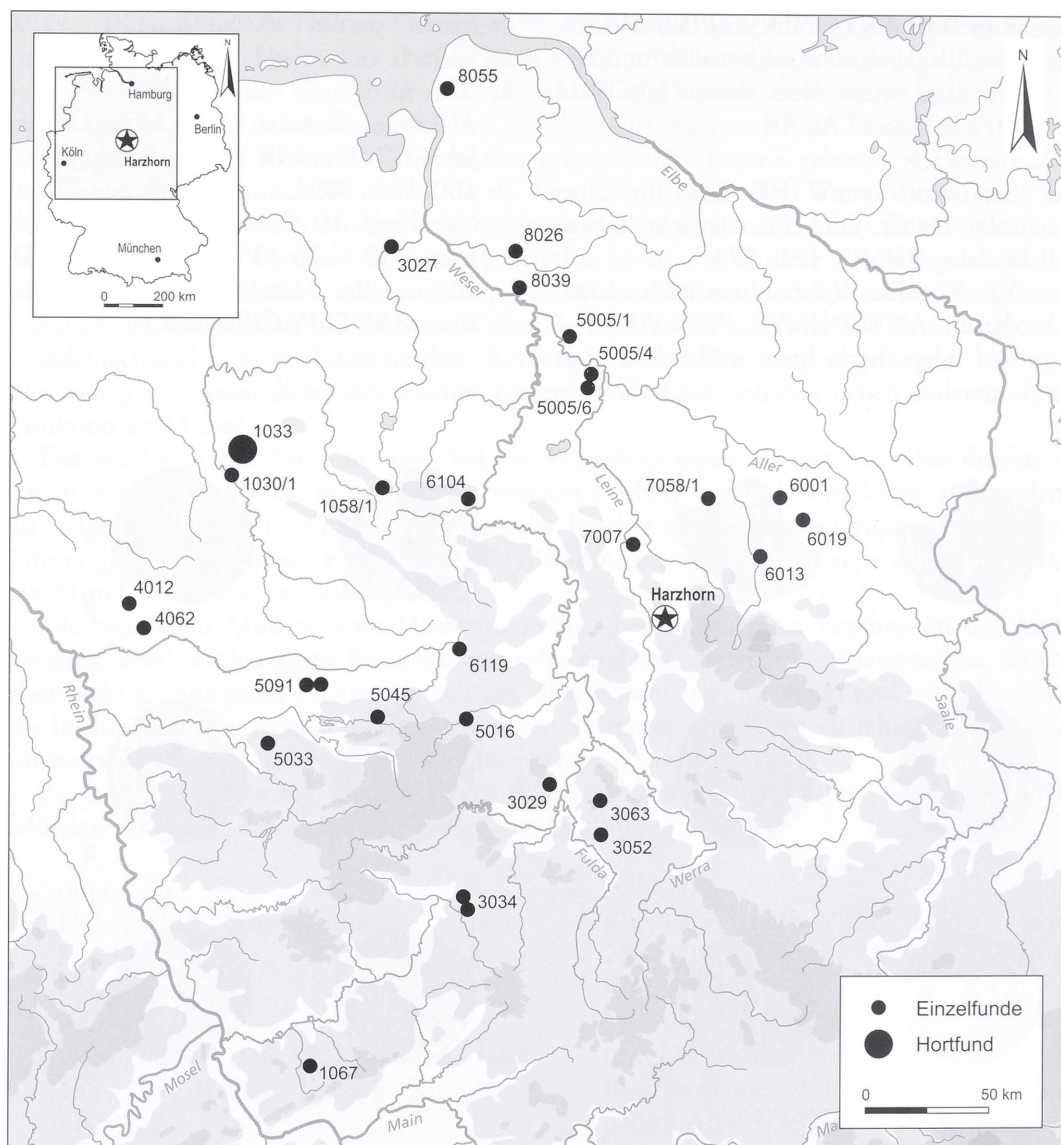 N
Hamburg
Berlin
Köln
Harzhorn
München
0 200 km
N
8055
Elbe
8026
3027
Weser
8039
5005/1
5005/4
5005/6
1033
1030/1
1058/1
6104
Leine
Aller
7058/1
6001
6019
7007
6013
Harzhorn
4012
4062
6119
Rhein
5091
5045
5016
Saale
5033
3029
3063
3052
Fulda
Werra
3034
Einzelfunde
Hortfund
0 50 km
1067
Mosel
Main